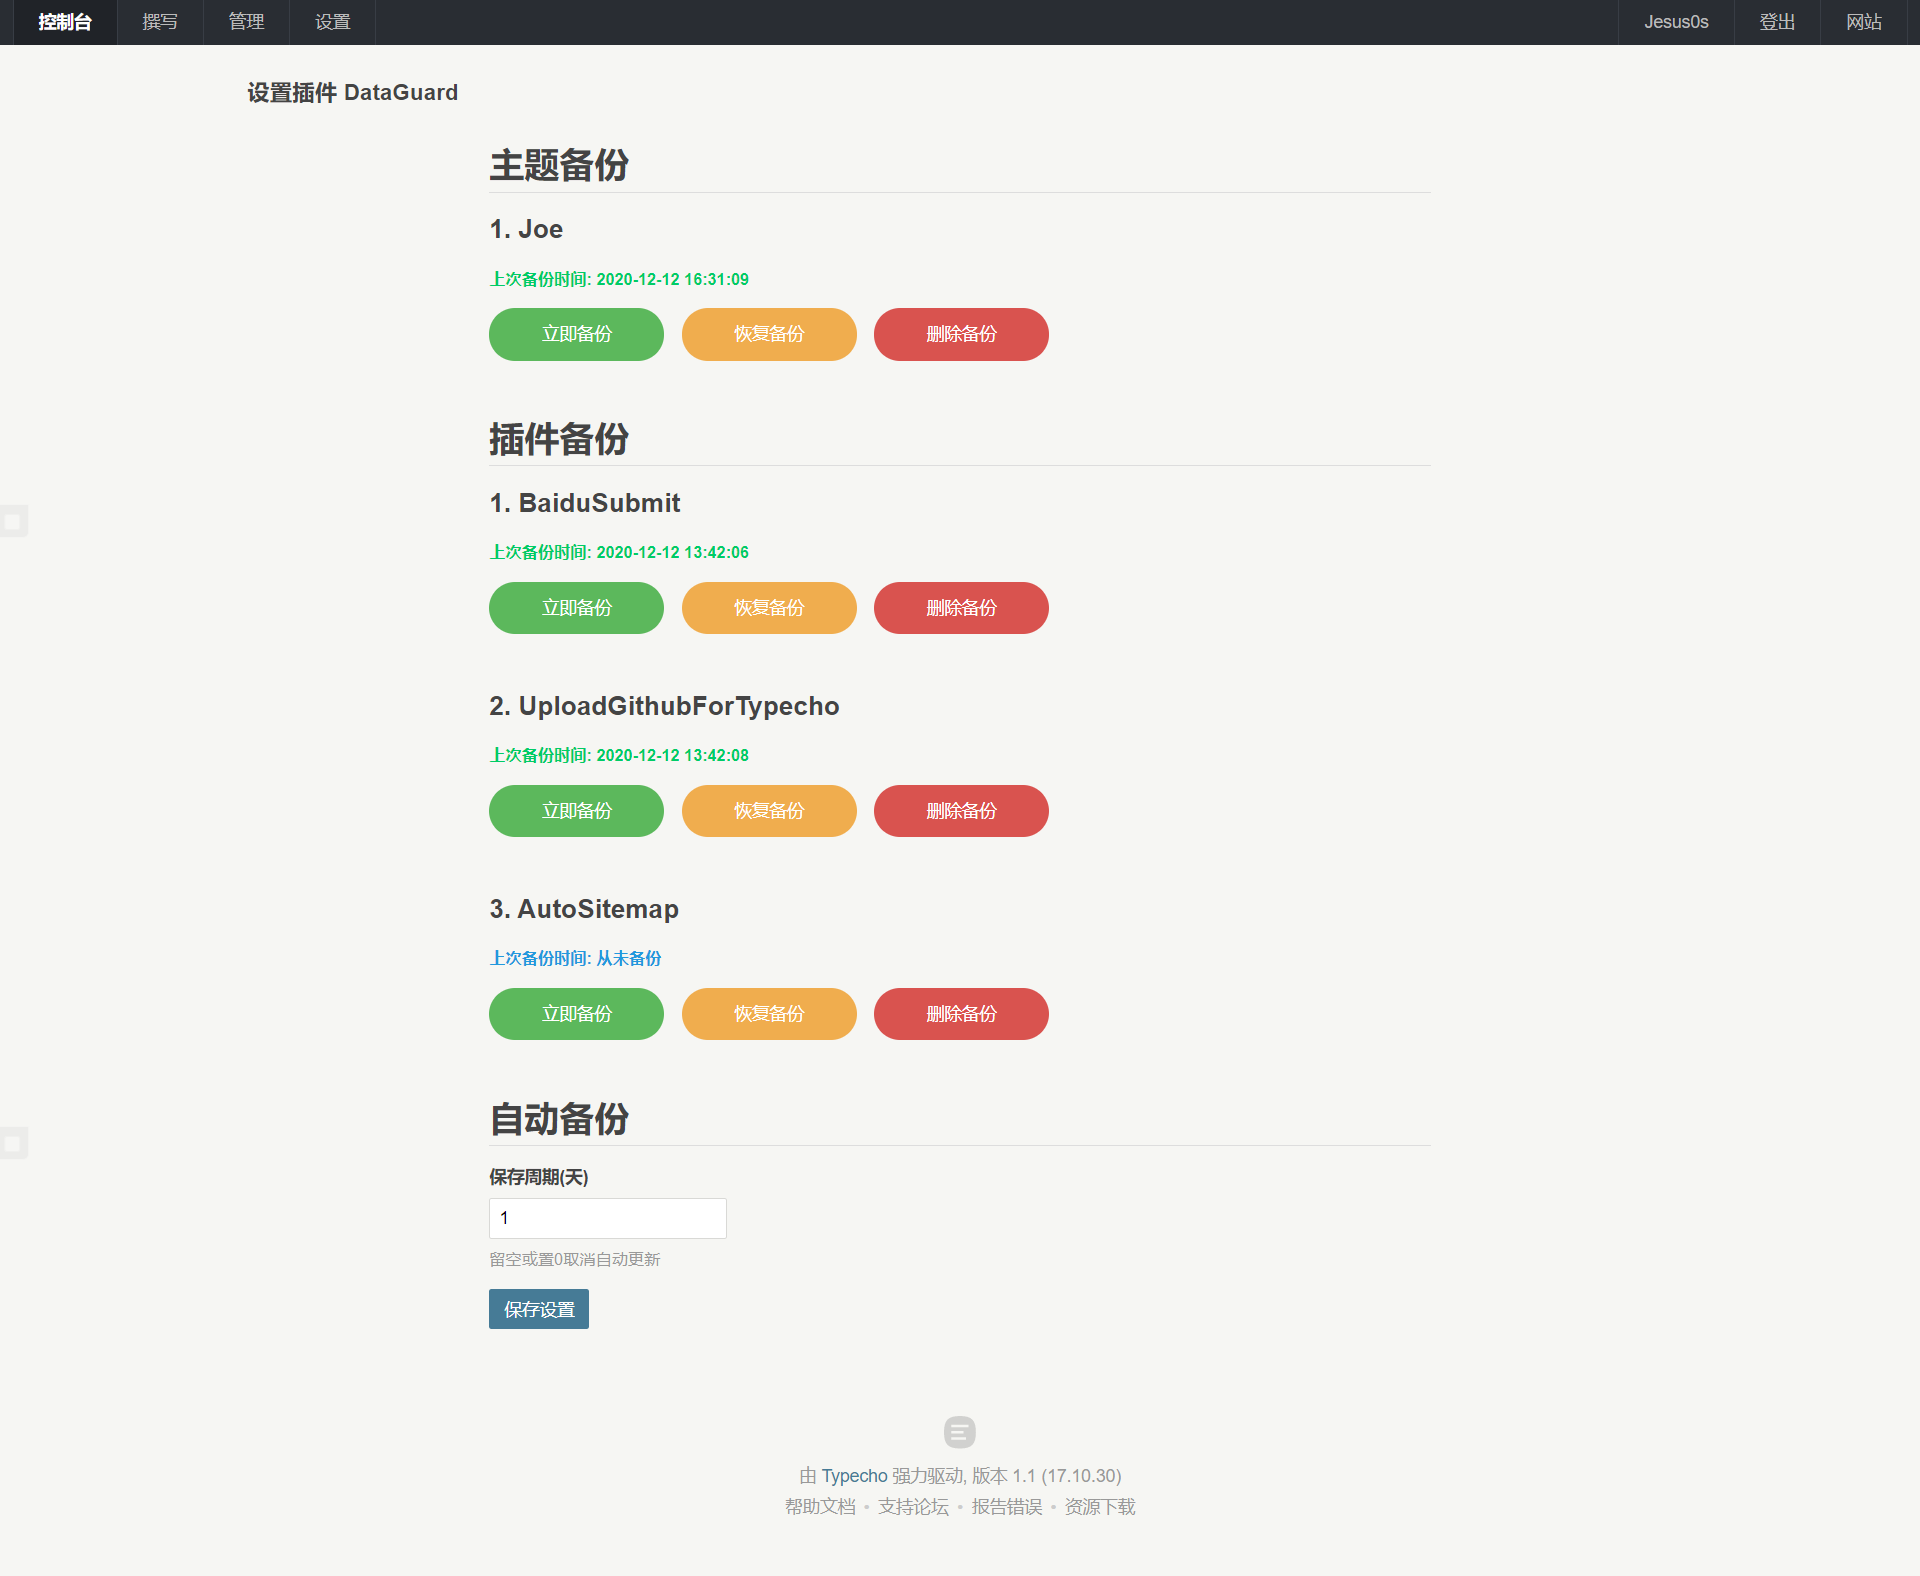 控制台 撰写 管理 设置 Jesus0s 登出 网站
设置插件 DataGuard
主题备份
1. Joe
上次备份时间: 2020-12-12 16:31:09
立即备份 恢复备份 删除备份
插件备份
1. BaiduSubmit
上次备份时间: 2020-12-12 13:42:06
立即备份 恢复备份 删除备份
2. UploadGithubForTypecho
上次备份时间: 2020-12-12 13:42:08
立即备份 恢复备份 删除备份
3. AutoSitemap
上次备份时间: 从未备份
立即备份 恢复备份 删除备份
自动备份
保存周期(天)
1
留空或置0取消自动更新
保存设置
由 Typecho 强力驱动, 版本 1.1 (17.10.30)
帮助文档 • 支持论坛 • 报告错误 • 资源下载